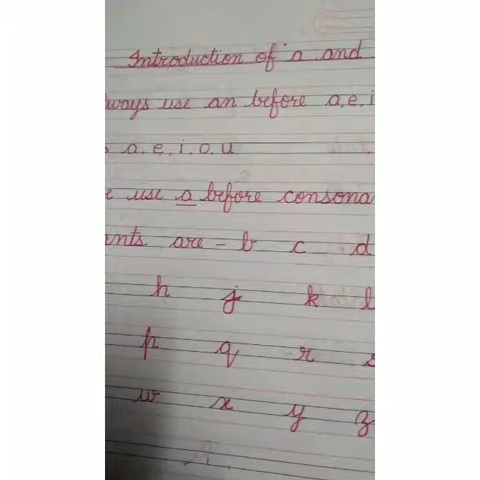 Introduction of a and
ways use an before a, e, i
a, e, i, o, u
use a before consona
nts are - b c d
h j k l
p q r s
w x y z